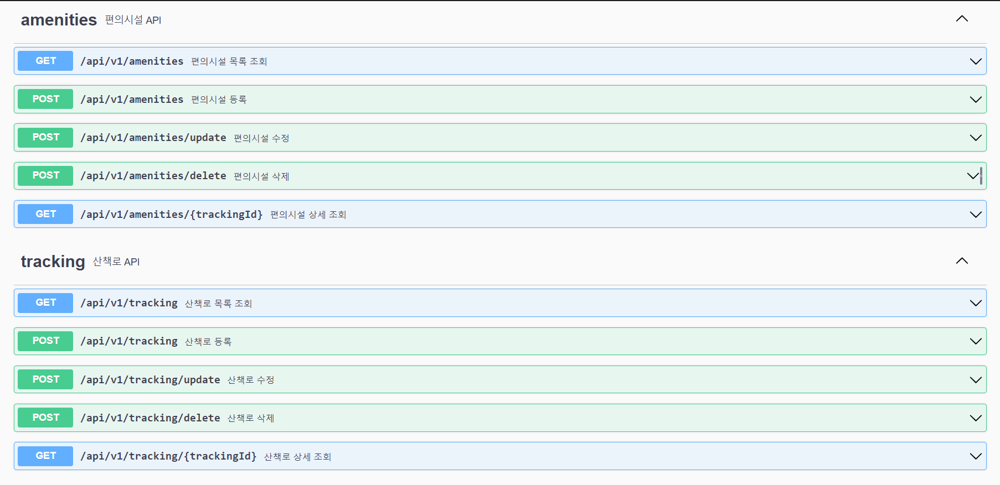 amenities 편의시설 API
GET /api/v1/amenities 편의시설 목록 조회
POST /api/v1/amenities 편의시설 등록
POST /api/v1/amenities/update 편의시설 수정
POST /api/v1/amenities/delete 편의시설 삭제
GET /api/v1/amenities/{trackingId} 편의시설 상세 조회
tracking 산책로 API
GET /api/v1/tracking 산책로 목록 조회
POST /api/v1/tracking 산책로 등록
POST /api/v1/tracking/update 산책로 수정
POST /api/v1/tracking/delete 산책로 삭제
GET /api/v1/tracking/{trackingId} 산책로 상세 조회